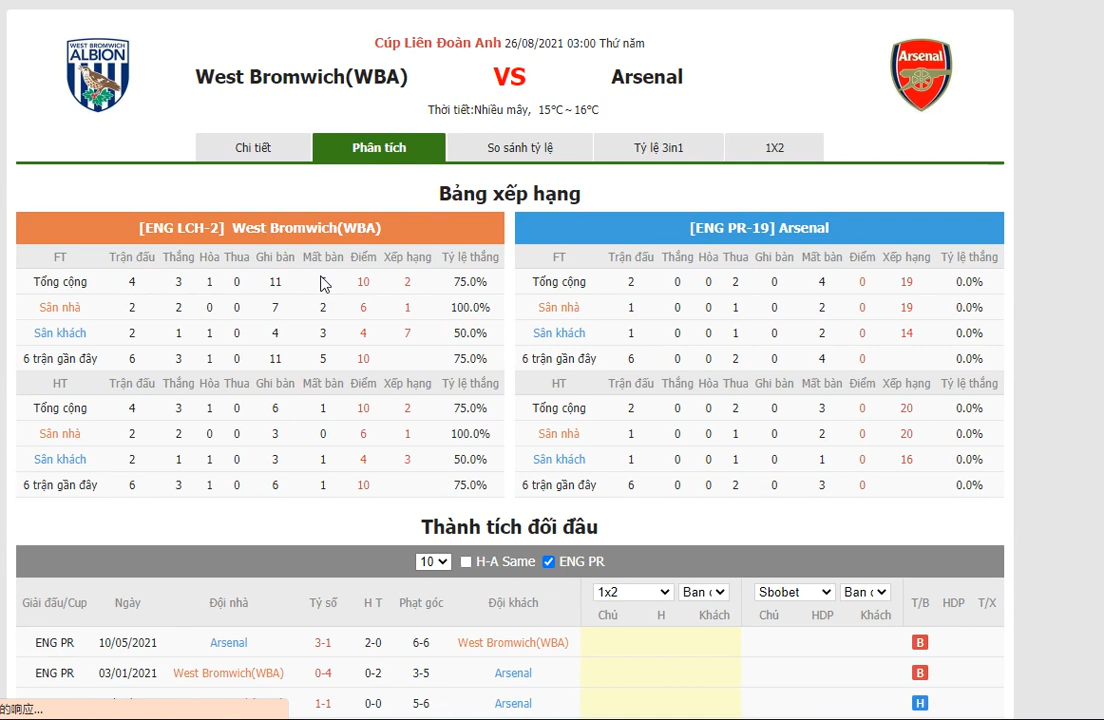 WEST BROMWICH
ALBION
Cúp Liên Đoàn Anh 26/08/2021 03:00 Thứ năm
Arsenal
West Bromwich(WBA) VS Arsenal
Thời tiết:Nhiều mây, 15℃～16℃
Chi tiết Phân tích So sánh tỷ lệ Tỷ lệ 3in1 1X2
Bảng xếp hạng
[ENG LCH-2] West Bromwich(WBA)
FT Trận đấu Thắng Hòa Thua Ghi bàn Mất bàn Điểm Xếp hạng Tỷ lệ thắng
Tổng cộng 4 3 1 0 11 10 2 75.0%
Sân nhà 2 2 0 0 7 2 6 1 100.0%
Sân khách 2 1 1 0 4 3 4 7 50.0%
6 trận gần đây 6 3 1 0 11 5 10 75.0%
HT Trận đấu Thắng Hòa Thua Ghi bàn Mất bàn Điểm Xếp hạng Tỷ lệ thắng
Tổng cộng 4 3 1 0 6 1 10 2 75.0%
Sân nhà 2 2 0 0 3 0 6 1 100.0%
Sân khách 2 1 1 0 3 1 4 3 50.0%
6 trận gần đây 6 3 1 0 6 1 10 75.0%
[ENG PR-19] Arsenal
FT Trận đấu Thắng Hòa Thua Ghi bàn Mất bàn Điểm Xếp hạng Tỷ lệ thắng
Tổng cộng 2 0 0 2 0 4 0 19 0.0%
Sân nhà 1 0 0 1 0 2 0 19 0.0%
Sân khách 1 0 0 1 0 2 0 14 0.0%
6 trận gần đây 6 0 0 2 0 4 0 0.0%
HT Trận đấu Thắng Hòa Thua Ghi bàn Mất bàn Điểm Xếp hạng Tỷ lệ thắng
Tổng cộng 2 0 0 2 0 3 0 20 0.0%
Sân nhà 1 0 0 1 0 2 0 20 0.0%
Sân khách 1 0 0 1 0 1 0 16 0.0%
6 trận gần đây 6 0 0 2 0 3 0 0.0%
Thành tích đối đầu
10 H-A Same ENG PR
Giải đấu/Cup Ngày Đội nhà Tỷ số H T Phạt góc Đội khách 1x2 Ban Sbobet Ban T/B HDP T/X
Chủ H Khách Chủ HDP Khách
ENG PR 10/05/2021 Arsenal 3-1 2-0 6-6 West Bromwich(WBA) B
ENG PR 03/01/2021 West Bromwich(WBA) 0-4 0-2 3-5 Arsenal B
1-1 0-0 5-6 Arsenal H
的响应...